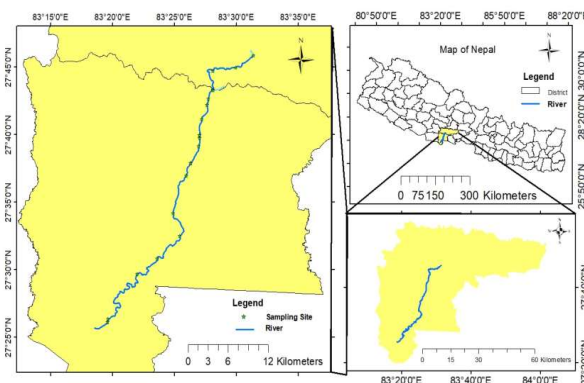 83°15'0"E 83°20'0"E 83°25'0"E 83°30'0"E 83°35'0"E
27°45'0"N
27°40'0"N
27°35'0"N
27°30'0"N
27°25'0"N
N
Legend
Sampling Site
River
0 3 6 12 Kilometers
80°50'0"E 83°20'0"E 85°50'0"E 88°20'0"E
Map of Nepal
N
Legend
District
River
30°0'0"N
28°20'0"N
25°50'0"N
0 75 150 300 Kilometers
N
0 15 30 60 Kilometers
83°20'0"E 83°40'0"E 84°0'0"E